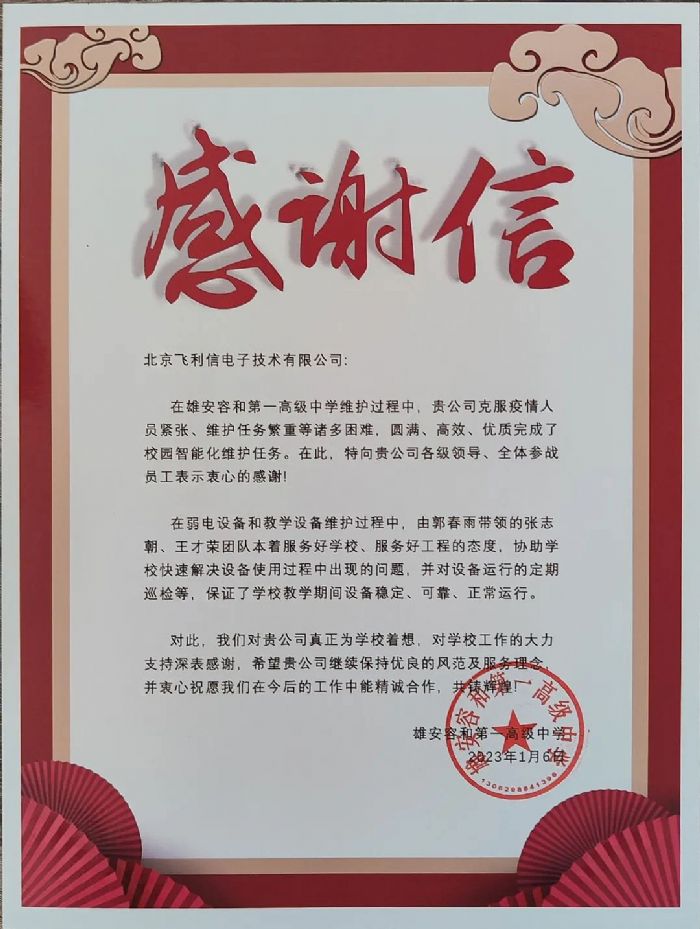 感谢信
北京飞利信电子技术有限公司：
在雄安容和第一高级中学维护过程中，贵公司克服疫情人
员紧张、维护任务繁重等诸多困难，圆满、高效、优质完成了
校园智能化维护任务。在此，特向贵公司各级领导、全体参战
员工表示衷心的感谢！
在弱电设备和教学设备维护过程中，由郭春雨带领的张志
朝、王才荣团队本着服务好学校、服务好工程的态度，协助学
校快速解决设备使用过程中出现的问题，并对设备运行的定期
巡检等，保证了学校教学期间设备稳定、可靠、正常运行。
对此，我们对贵公司真正为学校着想，对学校工作的大力
支持深表感谢，希望贵公司继续保持优良的风范及服务理念，
并衷心祝愿我们在今后的工作中能精诚合作，共铸辉煌！
雄安容和第一高级中学
2023年1月6日
雄安容和第一高级中学